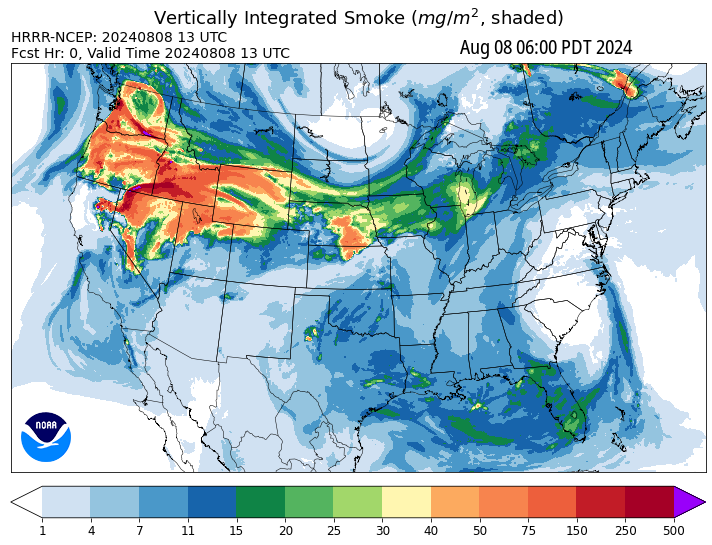 Vertically Integrated Smoke (mg/m², shaded)
HRRR-NCEP: 20240808 13 UTC
Fcst Hr: 0, Valid Time 20240808 13 UTC
Aug 08 06:00 PDT 2024
NOAA
1 4 7 11 15 20 25 30 40 50 75 150 250 500